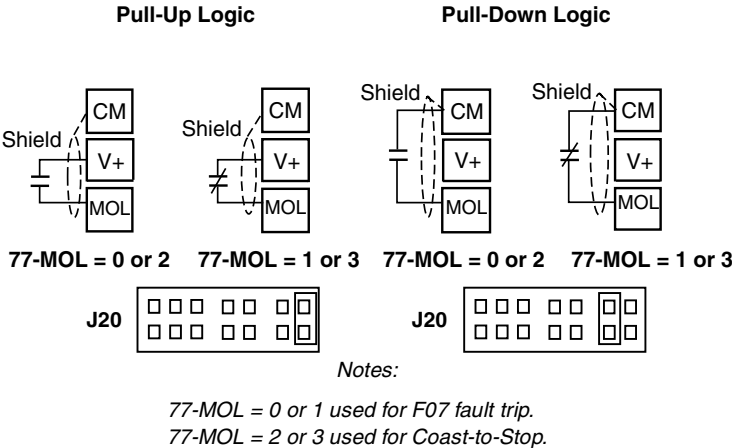 Pull-Up Logic
Pull-Down Logic
CM
Shield
V+
MOL
CM
Shield
V+
MOL
Shield
CM
V+
MOL
Shield
CM
V+
MOL
77-MOL = 0 or 2
77-MOL = 1 or 3
77-MOL = 0 or 2
77-MOL = 1 or 3
J20
J20
Notes:
77-MOL = 0 or 1 used for F07 fault trip.
77-MOL = 2 or 3 used for Coast-to-Stop.